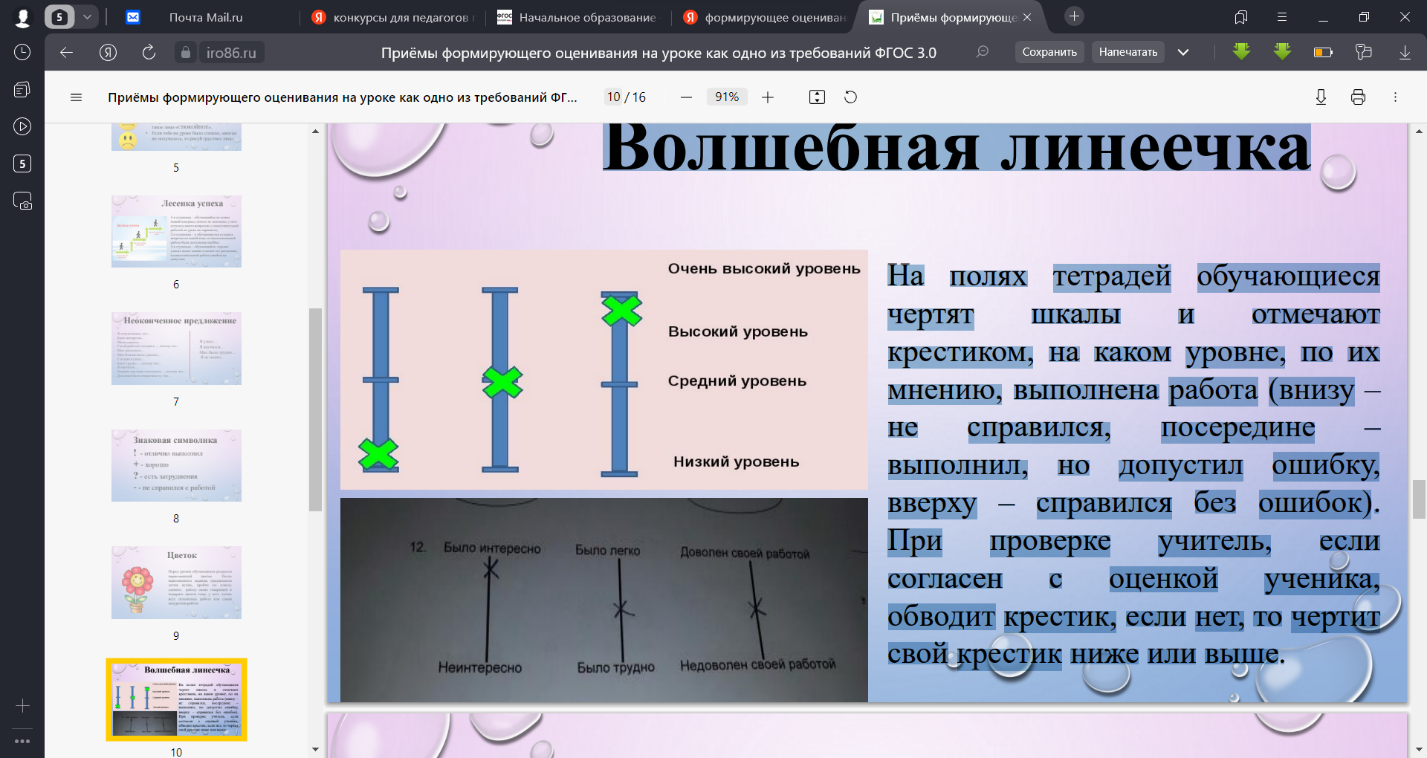 5
Почта Mail.ru
конкурсы для педагогов
Начальное образование
формирующее оцениван
Приёмы формирующе
iro86.ru
Приёмы формирующего оценивания на уроке как одно из требований ФГОС 3.0
Сохранить
Напечатать
Приёмы формирующего оценивания на уроке как одно из требований ФГ...
10 / 16
91%
5
5
Лесенка успеха
6
Неоконченное предложение
7
Знаковая символика
! - отлично выполнил
+ - хорошо
? - есть затруднения
- - не справился с работой
8
Цветок
9
Волшебная линеечка
10
Волшебная линеечка
Очень высокий уровень
Высокий уровень
Средний уровень
Низкий уровень
12. Было интересно Было легко Доволен своей работой
Неинтересно Было трудно Недоволен своей работой
На полях тетрадей обучающиеся
чертят шкалы и отмечают
крестиком, на каком уровне, по их
мнению, выполнена работа (внизу –
не справился, посередине –
выполнил, но допустил ошибку,
вверху – справился без ошибок).
При проверке учитель, если
согласен с оценкой ученика,
обводит крестик, если нет, то чертит
свой крестик ниже или выше.